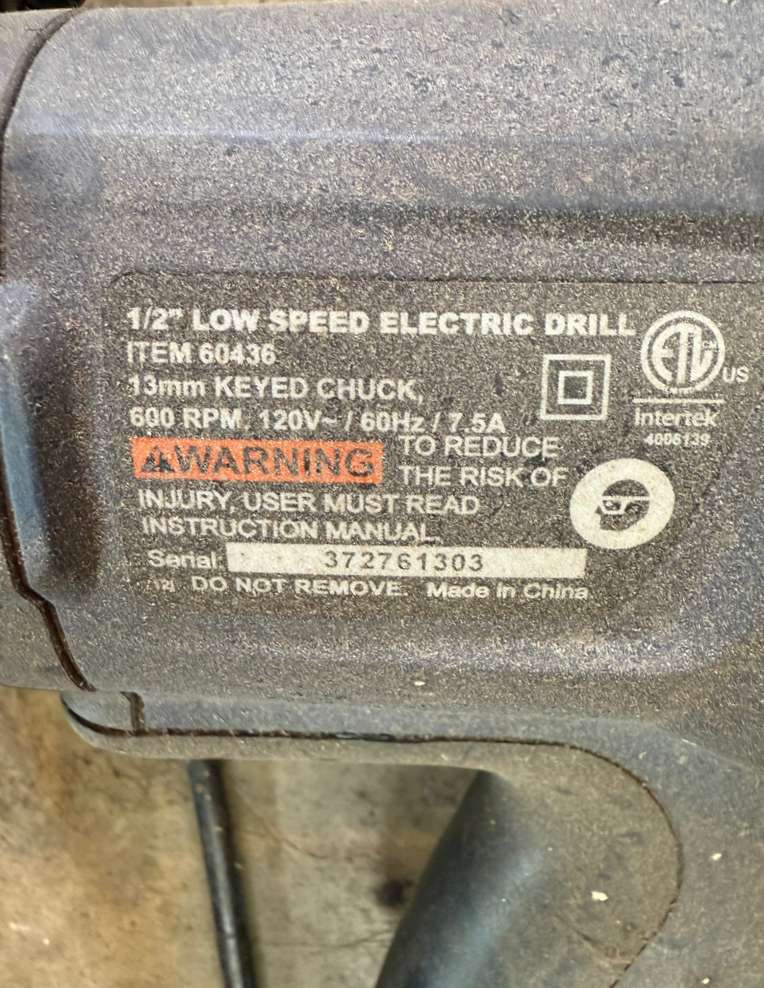 1/2" LOW SPEED ELECTRIC DRILL
ITEM 60436
13mm KEYED CHUCK,
600 RPM, 120V~ / 60Hz / 7.5A
WARNING TO REDUCE
THE RISK OF
INJURY, USER MUST READ
INSTRUCTION MANUAL.
Serial 372761303
DO NOT REMOVE. Made in China
ETL US
Intertek
4006139